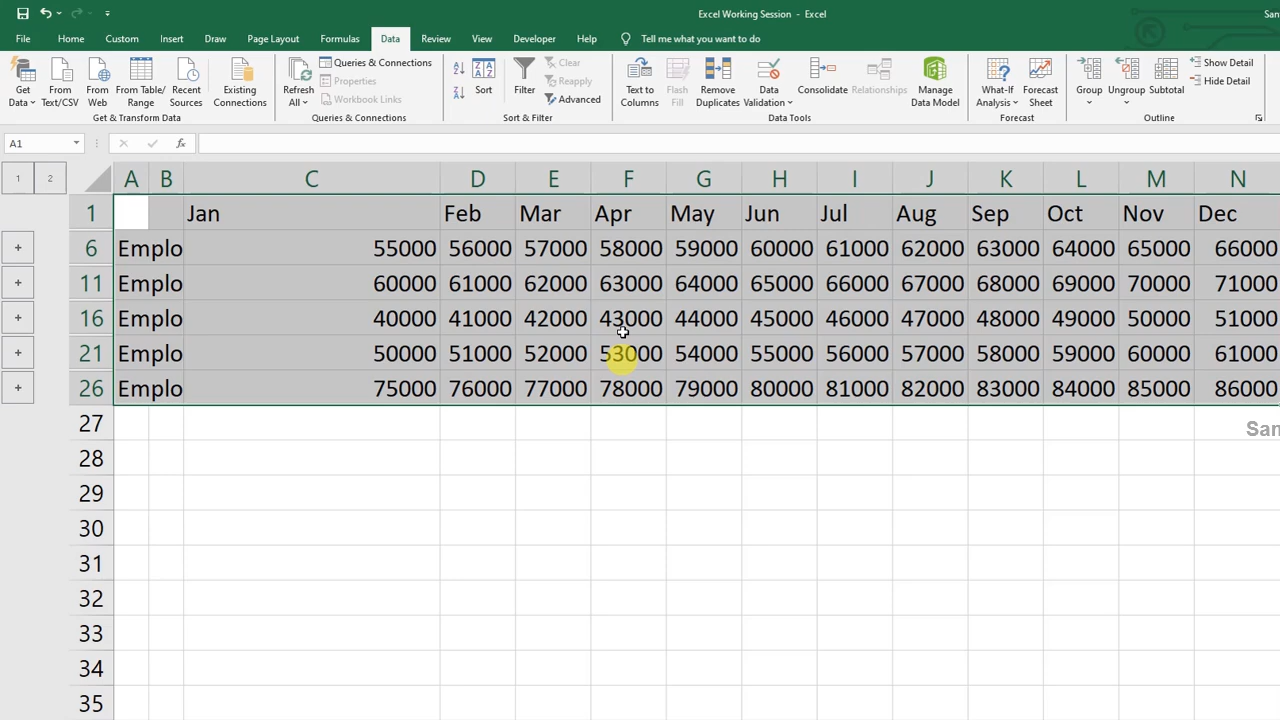 Excel Working Session - Excel
San
File Home Custom Insert Draw Page Layout Formulas Data Review View Developer Help Tell me what you want to do
Get Data From Text/CSV From Web From Table/Range Recent Sources Existing Connections
Get & Transform Data
Refresh All Queries & Connections
Properties
Workbook Links
Queries & Connections
Sort Filter Clear
Reapply
Advanced
Sort & Filter
Text to Columns Flash Fill Remove Duplicates Data Validation Consolidate Relationships Manage Data Model
Data Tools
What-If Analysis Forecast Sheet
Forecast
Group Ungroup Subtotal Show Detail
Hide Detail
Outline
A1 fx
1 2 A B C D E F G H I J K L M N
1 Jan Feb Mar Apr May Jun Jul Aug Sep Oct Nov Dec
+ 6 Emplo 55000 56000 57000 58000 59000 60000 61000 62000 63000 64000 65000 66000
+ 11 Emplo 60000 61000 62000 63000 64000 65000 66000 67000 68000 69000 70000 71000
+ 16 Emplo 40000 41000 42000 43000 44000 45000 46000 47000 48000 49000 50000 51000
+ 21 Emplo 50000 51000 52000 53000 54000 55000 56000 57000 58000 59000 60000 61000
+ 26 Emplo 75000 76000 77000 78000 79000 80000 81000 82000 83000 84000 85000 86000
27 San
28
29
30
31
32
33
34
35